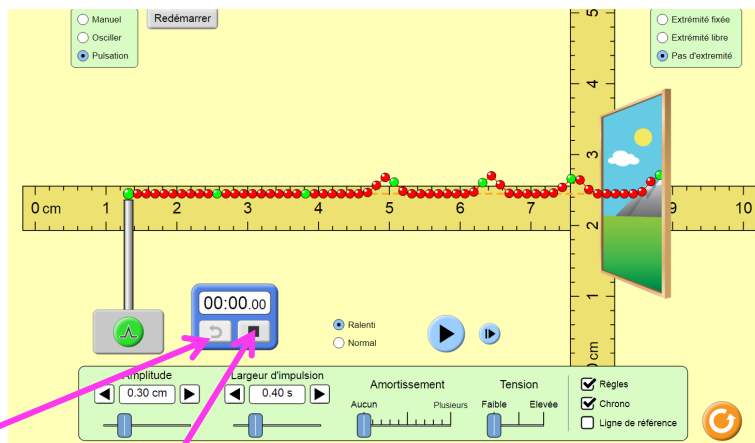 Manuel
Osciller
Pulsation
Redémarrer
Extrémité fixée
Extrémité libre
Pas d'extremité
5
4
3
2
1
0 cm
0 cm 1 2 3 4 5 6 7 9 10
00:00.00
Ralenti
Normal
Amplitude
0.30 cm
Largeur d'impulsion
0.40 s
Amortissement
Aucun Plusieurs
Tension
Faible Elevée
Règles
Chrono
Ligne de référence